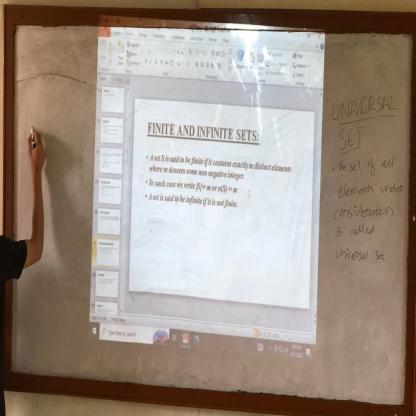 FINITE AND INFINITE SETS:
• A set S is said to be finite if it contains exactly m distinct elements
where m denotes some non negative integer.
• In such case we write |S|= m or n(S) = m
• A set is said to be infinite if it is not finite.
Type here to search
UNIVERSAL
SET
• the set of all
elements under
consideration
is called
universal set